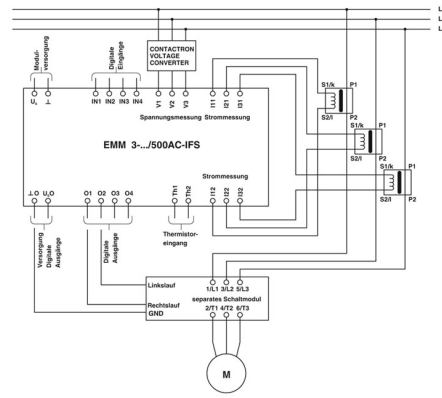 L
L
L
Modul-
versorgung
Digitale
Eingänge
CONTACTRON
VOLTAGE
CONVERTER
IN1 IN2 IN3 IN4
V1 V2 V3
I11 I21 I31
Spannungsmessung Strommessung
EMM 3-.../500AC-IFS
Strommessung
O1 O2 O3 O4
Th1 Th2
I12 I22 I32
Versorgung
Digitale
Ausgänge
Digitale
Ausgänge
Thermistor-
eingang
S1/k P1
S2/l P2
S1/k P1
S2/l P2
S1/k P1
S2/l P2
Linkslauf
Rechtslauf
GND
1/L1 3/L2 5/L3
separates Schaltmodul
2/T1 4/T2 6/T3
M